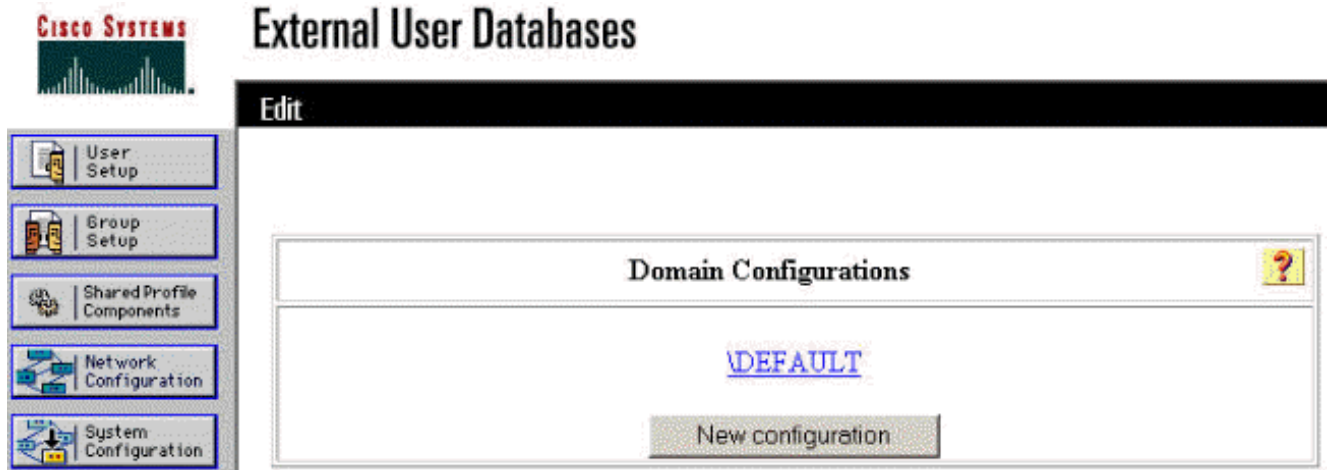 CISCO SYSTEMS
External User Databases
Edit
User
Setup
Group
Setup
Shared Profile
Components
Network
Configuration
System
Configuration
Domain Configurations
?
\DEFAULT
New configuration